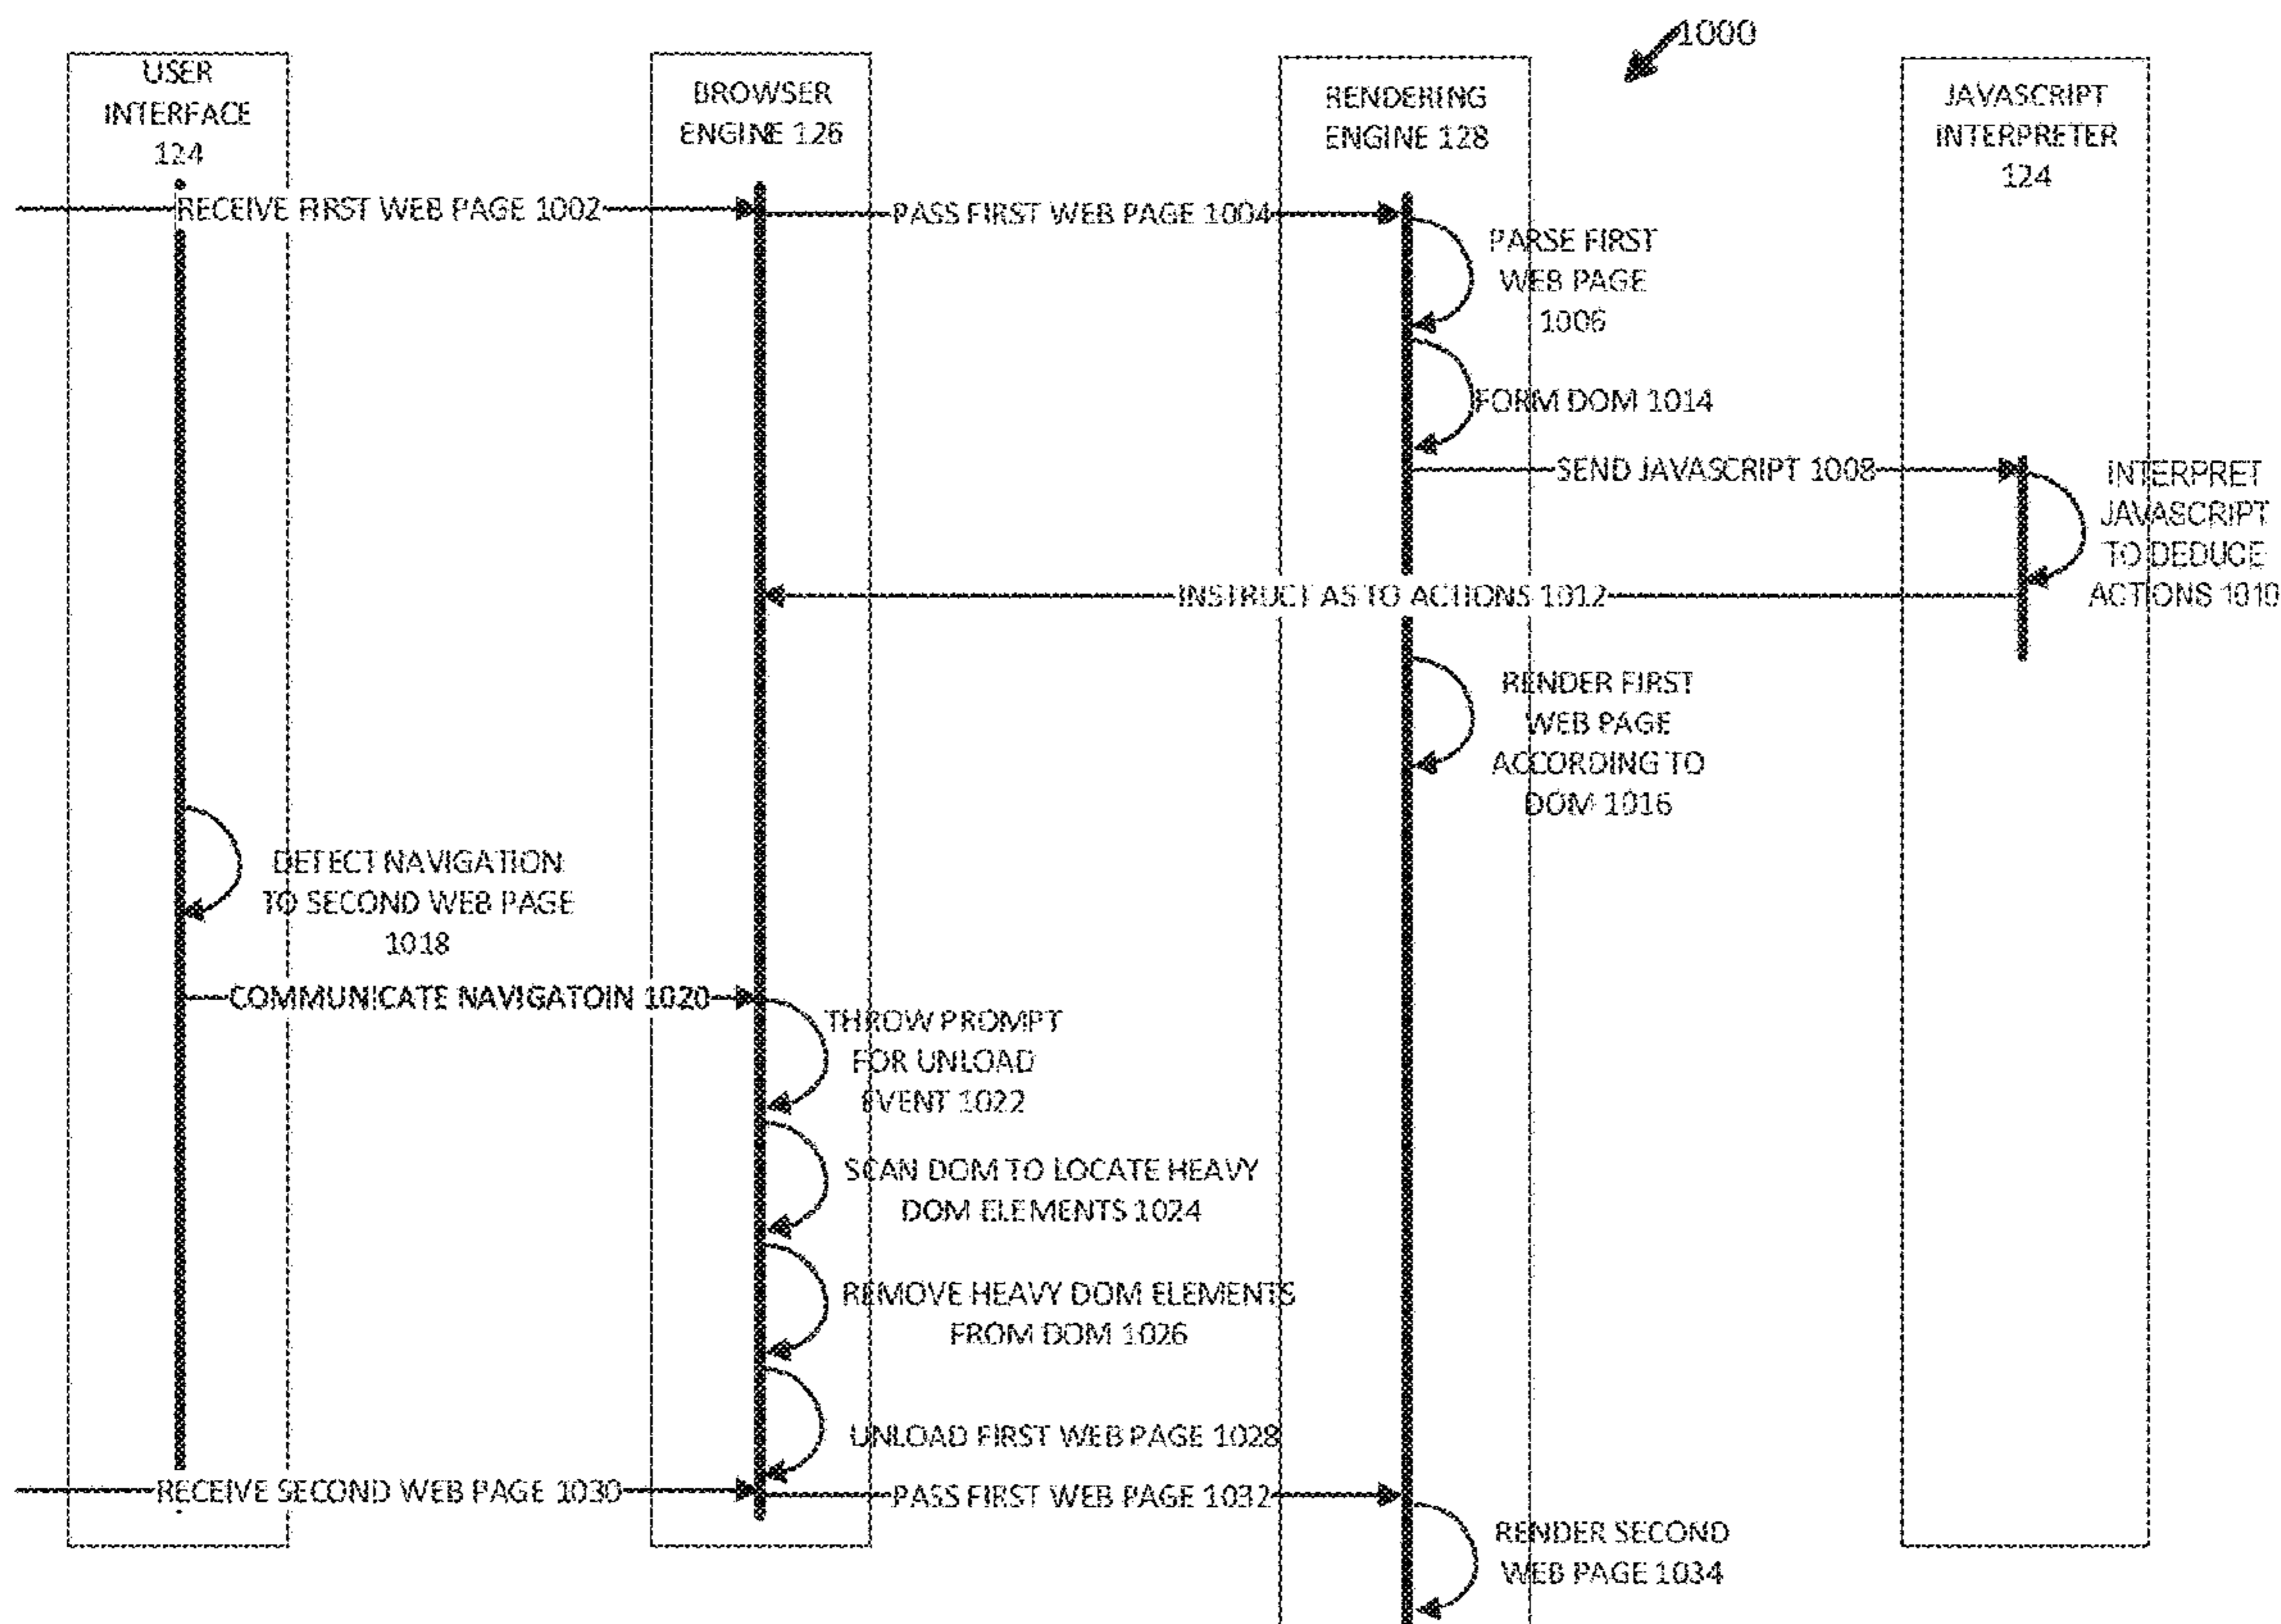 1000
USER
INTERFACE
124
BROWSER
ENGINE 126
RENDERING
ENGINE 128
JAVASCRIPT
INTERPRETER
124
RECEIVE FIRST WEB PAGE 1002
PASS FIRST WEB PAGE 1004
PARSE FIRST
WEB PAGE
1006
FORM DOM 1014
SEND JAVASCRIPT 1008
INTERPRET
JAVASCRIPT
TO DEDUCE
ACTIONS 1010
INSTRUCT AS TO ACTIONS 1012
RENDER FIRST
WEB PAGE
ACCORDING TO
DOM 1016
DETECT NAVIGATION
TO SECOND WEB PAGE
1018
COMMUNICATE NAVIGATOIN 1020
THROW PROMPT
FOR UNLOAD
EVENT 1022
SCAN DOM TO LOCATE HEAVY
DOM ELEMENTS 1024
REMOVE HEAVY DOM ELEMENTS
FROM DOM 1026
UNLOAD FIRST WEB PAGE 1028
RECEIVE SECOND WEB PAGE 1030
PASS FIRST WEB PAGE 1032
RENDER SECOND
WEB PAGE 1034